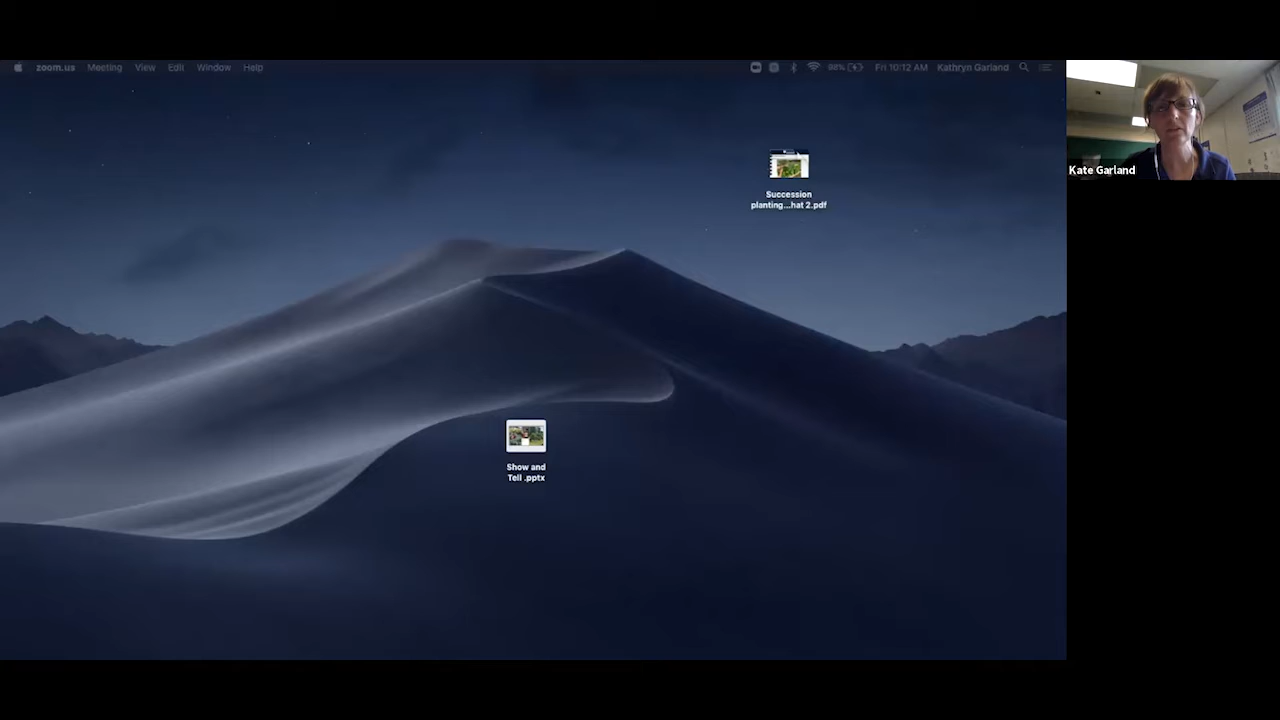 zoom.us Meeting View Edit Window Help
98% Fri 10:12 AM Kathryn Garland
Kate Garland
Succession
planting...hat 2.pdf
Show and
Tell .pptx